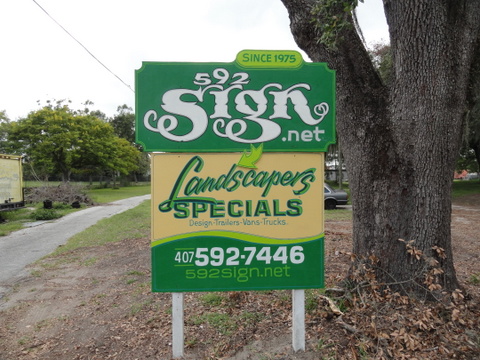 SINCE 1975
592
Sign
.net
Landscapers
SPECIALS
Design-Trailers-Vans-Trucks
407 592-7446
592sign.net